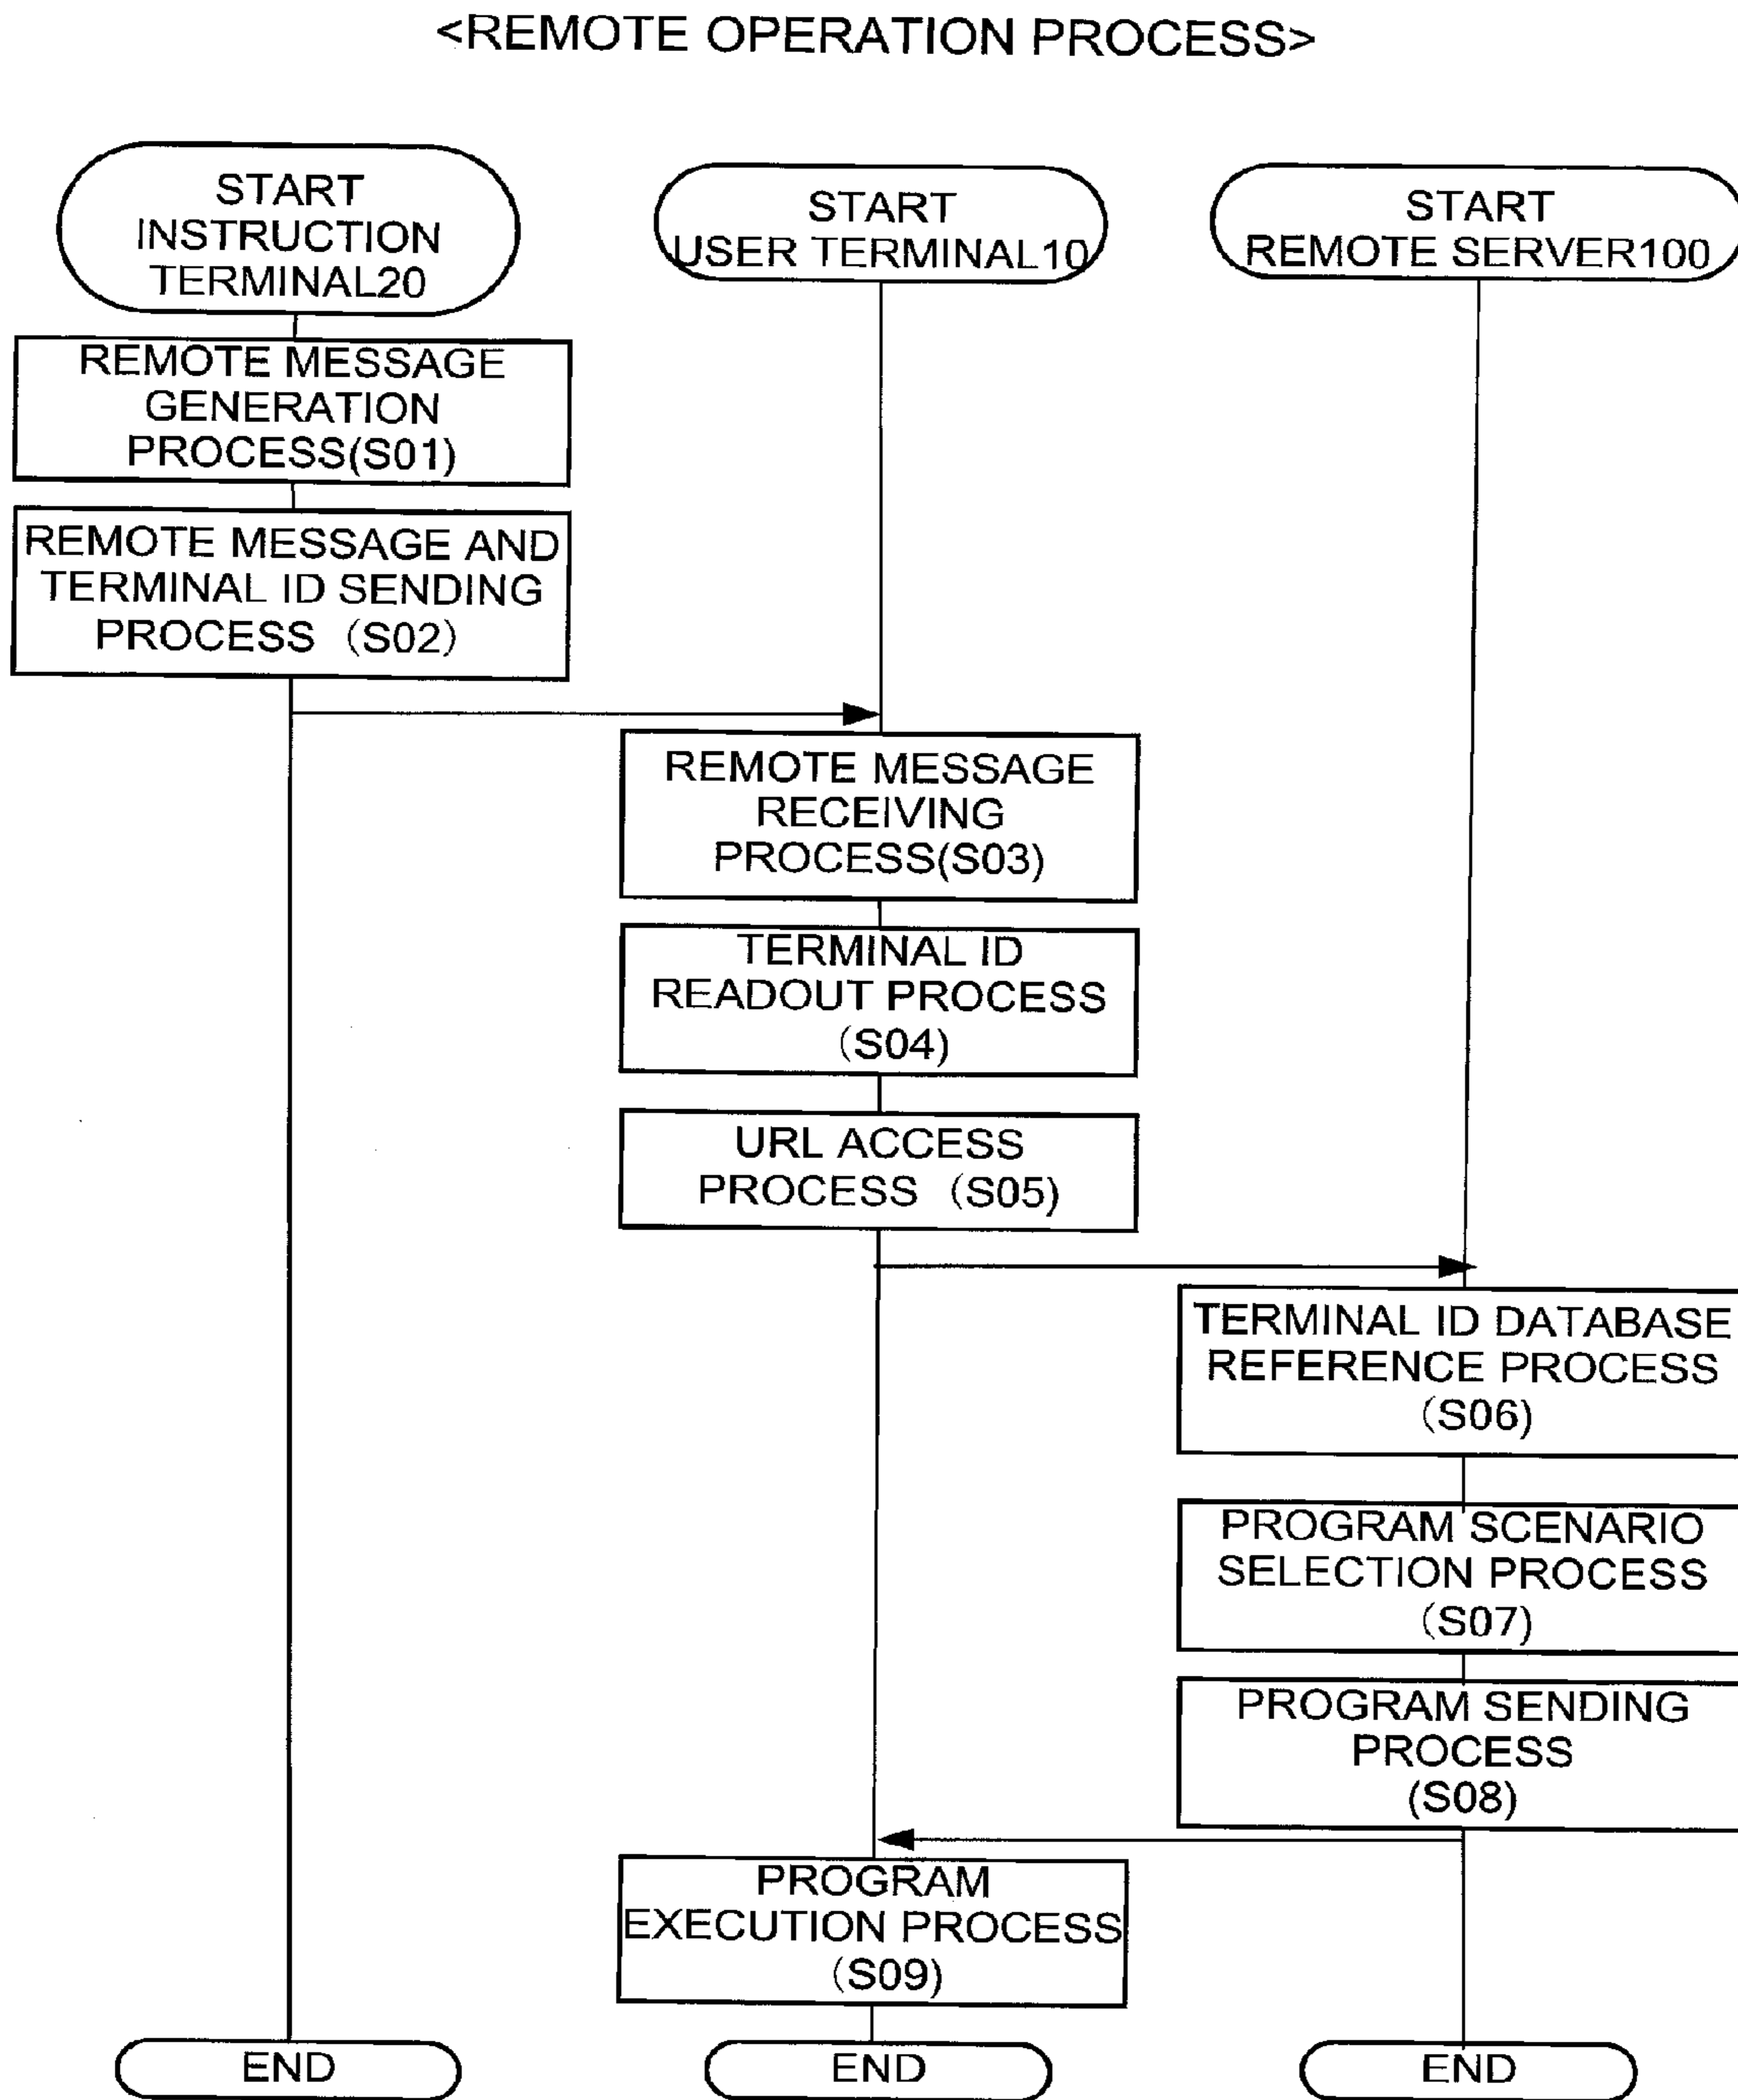 <REMOTE OPERATION PROCESS>
START
INSTRUCTION
TERMINAL20
START
USER TERMINAL10
START
REMOTE SERVER100
REMOTE MESSAGE
GENERATION
PROCESS(S01)
REMOTE MESSAGE AND
TERMINAL ID SENDING
PROCESS (S02)
REMOTE MESSAGE
RECEIVING
PROCESS(S03)
TERMINAL ID
READOUT PROCESS
(S04)
URL ACCESS
PROCESS (S05)
TERMINAL ID DATABASE
REFERENCE PROCESS
(S06)
PROGRAM SCENARIO
SELECTION PROCESS
(S07)
PROGRAM SENDING
PROCESS
(S08)
PROGRAM
EXECUTION PROCESS
(S09)
END
END
END